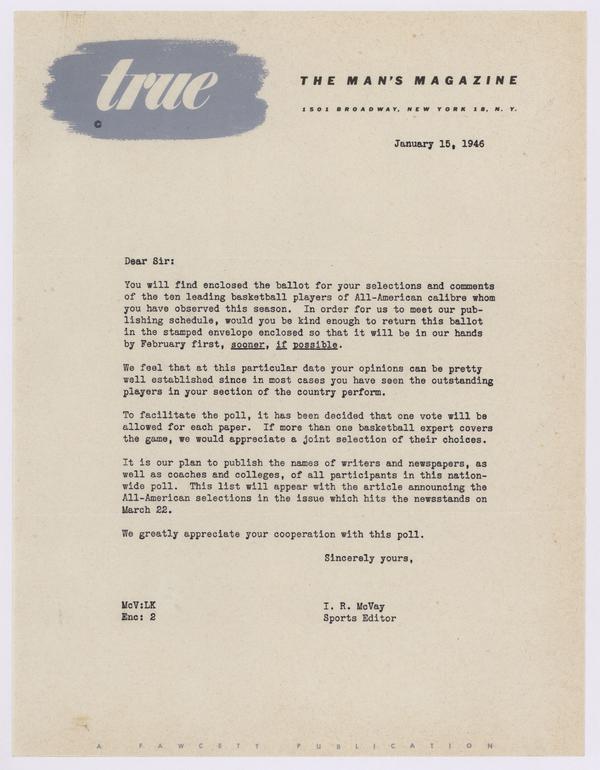 true
©
THE MAN'S MAGAZINE
1501 BROADWAY, NEW YORK 18, N. Y.
January 15, 1946
Dear Sir:
You will find enclosed the ballot for your selections and comments
of the ten leading basketball players of All-American calibre whom
you have observed this season. In order for us to meet our pub-
lishing schedule, would you be kind enough to return this ballot
in the stamped envelope enclosed so that it will be in our hands
by February first, sooner, if possible.
We feel that at this particular date your opinions can be pretty
well established since in most cases you have seen the outstanding
players in your section of the country perform.
To facilitate the poll, it has been decided that one vote will be
allowed for each paper. If more than one basketball expert covers
the game, we would appreciate a joint selection of their choices.
It is our plan to publish the names of writers and newspapers, as
well as coaches and colleges, of all participants in this nation-
wide poll. This list will appear with the article announcing the
All-American selections in the issue which hits the newsstands on
March 22.
We greatly appreciate your cooperation with this poll.
Sincerely yours,
McV:LK
Enc: 2
I. R. McVay
Sports Editor
A FAWCETT PUBLICATION